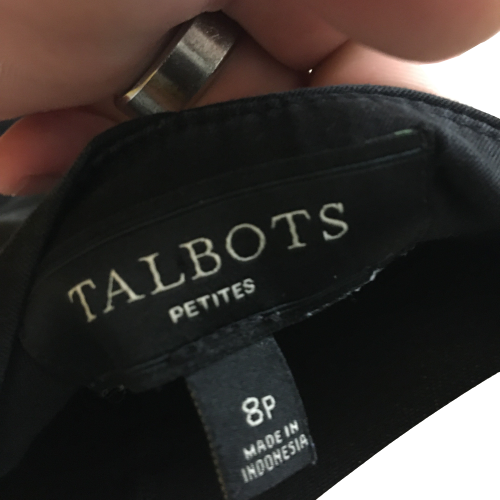 TALBOTS
PETITES
8P
MADE IN
INDONESIA